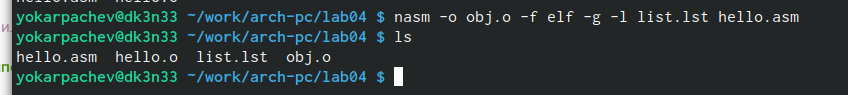 yokarpachev@dk3n33 ~/work/arch-pc/lab04 $ nasm -o obj.o -f elf -g -l list.lst hello.asm
yokarpachev@dk3n33 ~/work/arch-pc/lab04 $ ls
hello.asm  hello.o  list.lst  obj.o
yokarpachev@dk3n33 ~/work/arch-pc/lab04 $